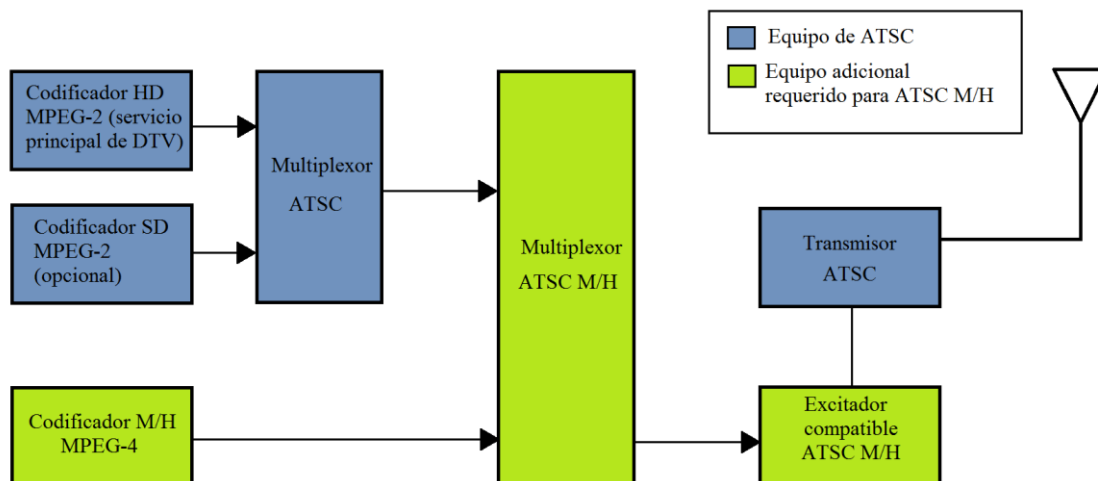 Equipo de ATSC
Equipo adicional
requerido para ATSC M/H
Codificador HD
MPEG-2 (servicio
principal de DTV)
Multiplexor
ATSC
Codificador SD
MPEG-2
(opcional)
Multiplexor
ATSC M/H
Transmisor
ATSC
Codificador M/H
MPEG-4
Excitador
compatible
ATSC M/H